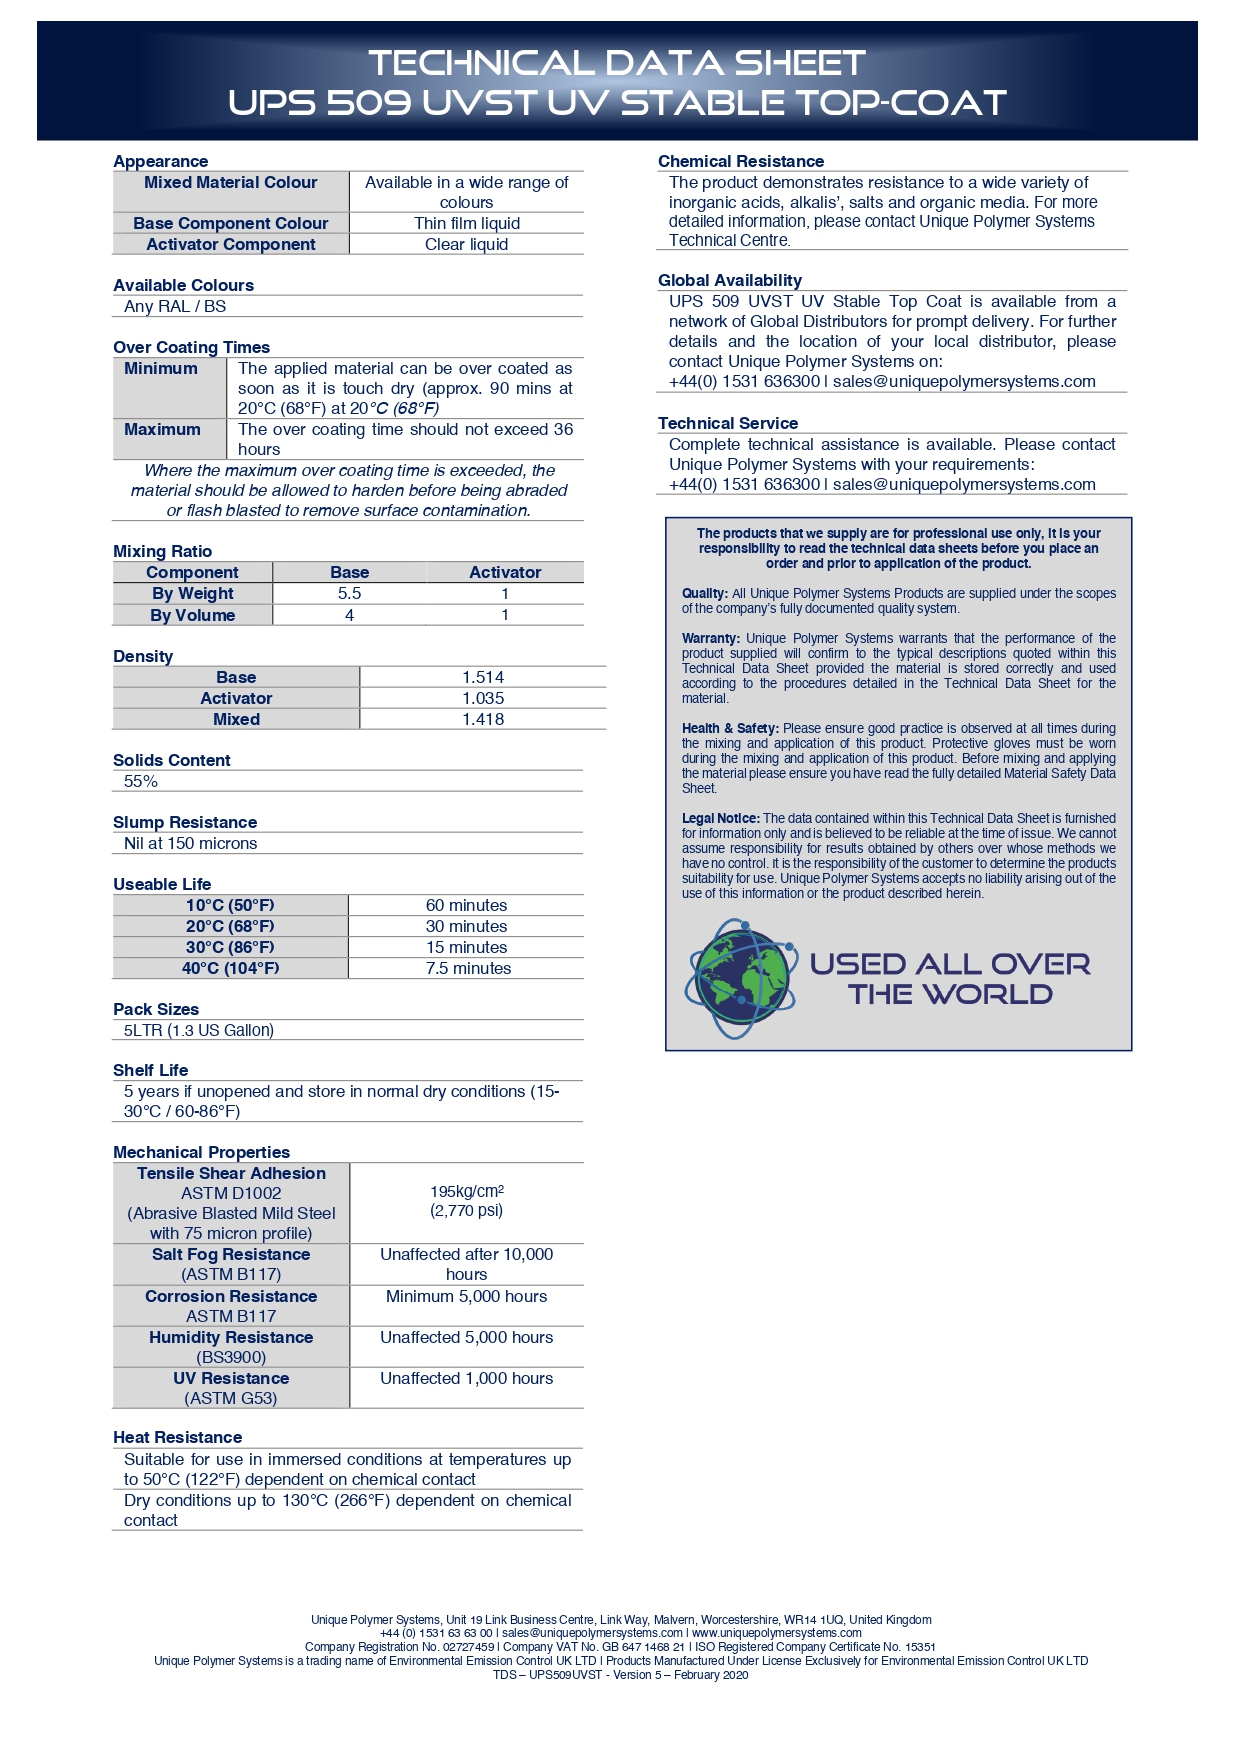 TECHNICAL DATA SHEET
UPS 509 UVST UV STABLE TOP-COAT
Appearance
Mixed Material Colour Available in a wide range of
colours
Base Component Colour Thin film liquid
Activator Component Clear liquid
Available Colours
Any RAL / BS
Over Coating Times
Minimum The applied material can be over coated as
soon as it is touch dry (approx. 90 mins at
20°C (68°F) at 20°C (68°F)
Maximum The over coating time should not exceed 36
hours
Where the maximum over coating time is exceeded, the
material should be allowed to harden before being abraded
or flash blasted to remove surface contamination.
Mixing Ratio
Component Base Activator
By Weight 5.5 1
By Volume 4 1
Density
Base 1.514
Activator 1.035
Mixed 1.418
Solids Content
55%
Slump Resistance
Nil at 150 microns
Useable Life
10°C (50°F) 60 minutes
20°C (68°F) 30 minutes
30°C (86°F) 15 minutes
40°C (104°F) 7.5 minutes
Pack Sizes
5LTR (1.3 US Gallon)
Shelf Life
5 years if unopened and store in normal dry conditions (15-
30°C / 60-86°F)
Mechanical Properties
Tensile Shear Adhesion
ASTM D1002
(Abrasive Blasted Mild Steel
with 75 micron profile)
195kg/cm²
(2,770 psi)
Salt Fog Resistance
(ASTM B117)
Unaffected after 10,000
hours
Corrosion Resistance
ASTM B117
Minimum 5,000 hours
Humidity Resistance
(BS3900)
Unaffected 5,000 hours
UV Resistance
(ASTM G53)
Unaffected 1,000 hours
Heat Resistance
Suitable for use in immersed conditions at temperatures up
to 50°C (122°F) dependent on chemical contact
Dry conditions up to 130°C (266°F) dependent on chemical
contact
Chemical Resistance
The product demonstrates resistance to a wide variety of
inorganic acids, alkalis’, salts and organic media. For more
detailed information, please contact Unique Polymer Systems
Technical Centre.
Global Availability
UPS 509 UVST UV Stable Top Coat is available from a
network of Global Distributors for prompt delivery. For further
details and the location of your local distributor, please
contact Unique Polymer Systems on:
+44(0) 1531 636300 | sales@uniquepolymersystems.com
Technical Service
Complete technical assistance is available. Please contact
Unique Polymer Systems with your requirements:
+44(0) 1531 636300 | sales@uniquepolymersystems.com
The products that we supply are for professional use only, it is your
responsibility to read the technical data sheets before you place an
order and prior to application of the product.
Quality: All Unique Polymer Systems Products are supplied under the scopes
of the company’s fully documented quality system.
Warranty: Unique Polymer Systems warrants that the performance of the
product supplied will confirm to the typical descriptions quoted within this
Technical Data Sheet provided the material is stored correctly and used
according to the procedures detailed in the Technical Data Sheet for the
material.
Health & Safety: Please ensure good practice is observed at all times during
the mixing and application of this product. Protective gloves must be worn
during the mixing and application of this product. Before mixing and applying
the material please ensure you have read the fully detailed Material Safety Data
Sheet.
Legal Notice: The data contained within this Technical Data Sheet is furnished
for information only and is believed to be reliable at the time of issue. We cannot
assume responsibility for results obtained by others over whose methods we
have no control. It is the responsibility of the customer to determine the products
suitability for use. Unique Polymer Systems accepts no liability arising out of the
use of this information or the product described herein.
USED ALL OVER
THE WORLD
Unique Polymer Systems, Unit 19 Link Business Centre, Link Way, Malvern, Worcestershire, WR14 1UQ, United Kingdom
+44 (0) 1531 63 63 00 | sales@uniquepolymersystems.com | www.uniquepolymersystems.com
Company Registration No. 02727459 | Company VAT No. GB 647 1468 21 | ISO Registered Company Certificate No. 15351
Unique Polymer Systems is a trading name of Environmental Emission Control UK LTD | Products Manufactured Under License Exclusively for Environmental Emission Control UK LTD
TDS – UPS509UVST - Version 5 – February 2020